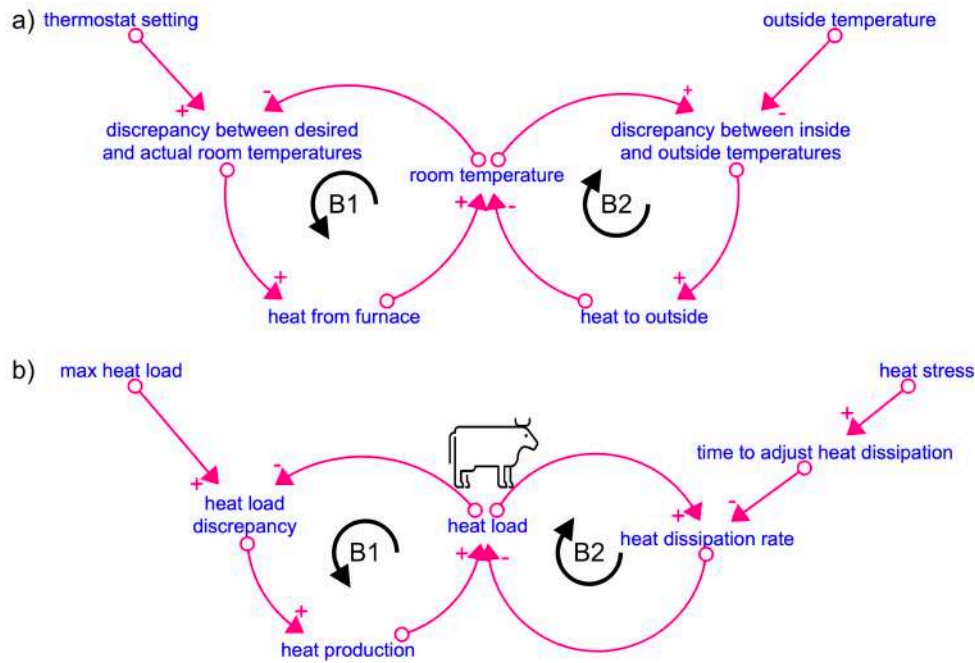 a)
thermostat setting
outside temperature
+
-
+
-
discrepancy between desired
and actual room temperatures
discrepancy between inside
and outside temperatures
room temperature
B1
B2
+
-
+
+
heat from furnace
heat to outside
b)
max heat load
heat stress
+
time to adjust heat dissipation
+
-
-
+
heat load
discrepancy
heat load
heat dissipation rate
B1
B2
+
-
+
heat production